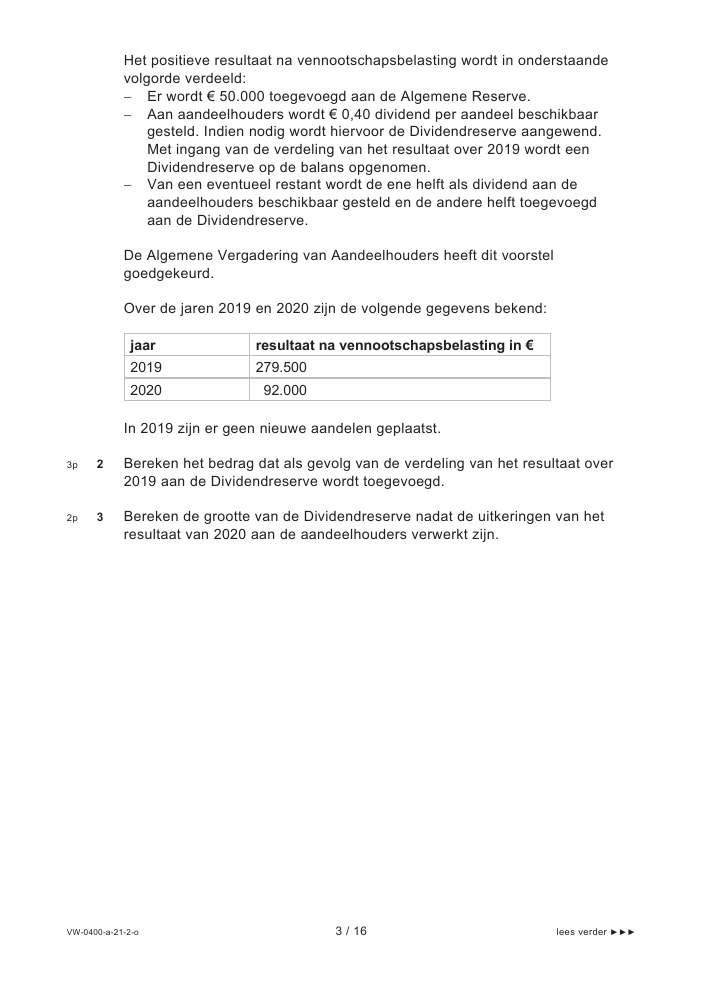 Het positieve resultaat na vennootschapsbelasting wordt in onderstaande
volgorde verdeeld:
– Er wordt € 50.000 toegevoegd aan de Algemene Reserve.
– Aan aandeelhouders wordt € 0,40 dividend per aandeel beschikbaar
gesteld. Indien nodig wordt hiervoor de Dividendreserve aangewend.
Met ingang van de verdeling van het resultaat over 2019 wordt een
Dividendreserve op de balans opgenomen.
– Van een eventueel restant wordt de ene helft als dividend aan de
aandeelhouders beschikbaar gesteld en de andere helft toegevoegd
aan de Dividendreserve.
De Algemene Vergadering van Aandeelhouders heeft dit voorstel
goedgekeurd.
Over de jaren 2019 en 2020 zijn de volgende gegevens bekend:
jaar resultaat na vennootschapsbelasting in €
2019 279.500
2020 92.000
In 2019 zijn er geen nieuwe aandelen geplaatst.
3p 2 Bereken het bedrag dat als gevolg van de verdeling van het resultaat over
2019 aan de Dividendreserve wordt toegevoegd.
2p 3 Bereken de grootte van de Dividendreserve nadat de uitkeringen van het
resultaat van 2020 aan de aandeelhouders verwerkt zijn.
VW-0400-a-21-2-o 3 / 16 lees verder ►►►